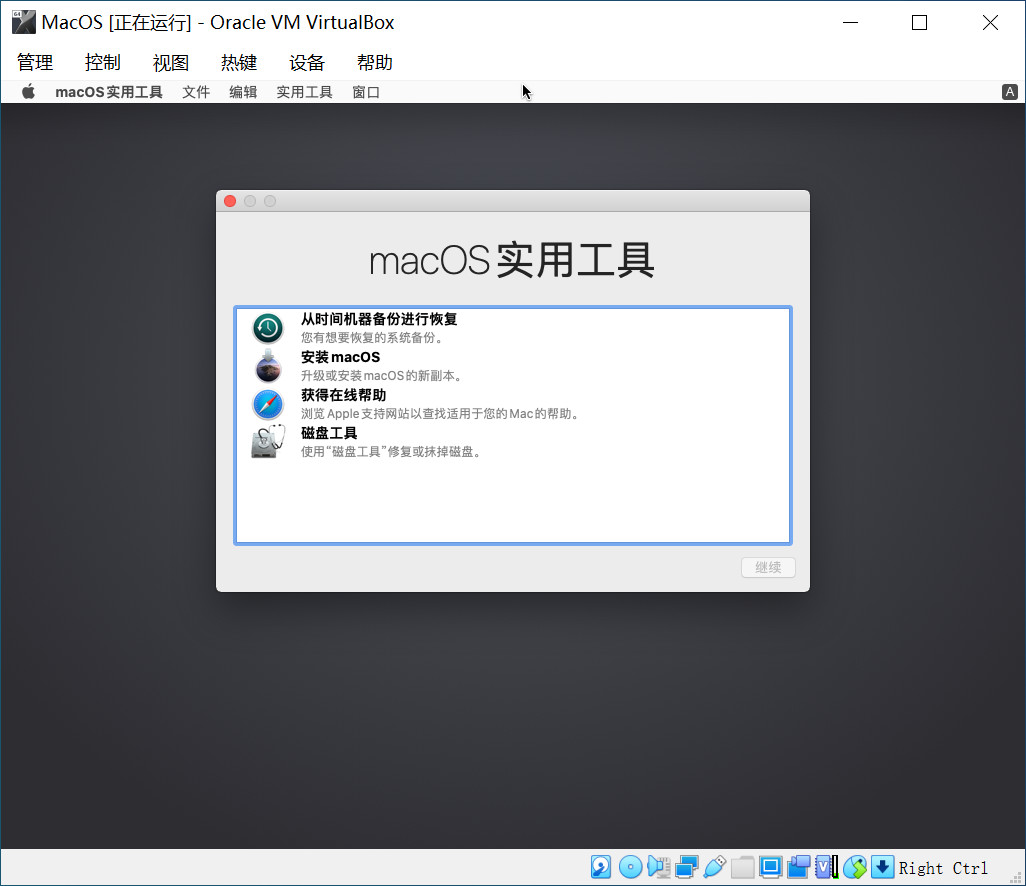 MacOS [正在运行] - Oracle VM VirtualBox
管理 控制 视图 热键 设备 帮助
macOS实用工具 文件 编辑 实用工具 窗口 A
macOS实用工具
从时间机器备份进行恢复
您有想要恢复的系统备份。
安装macOS
升级或安装macOS的新副本。
获得在线帮助
浏览Apple支持网站以查找适用于您的Mac的帮助。
磁盘工具
使用“磁盘工具”修复或抹掉磁盘。
继续
Right Ctrl